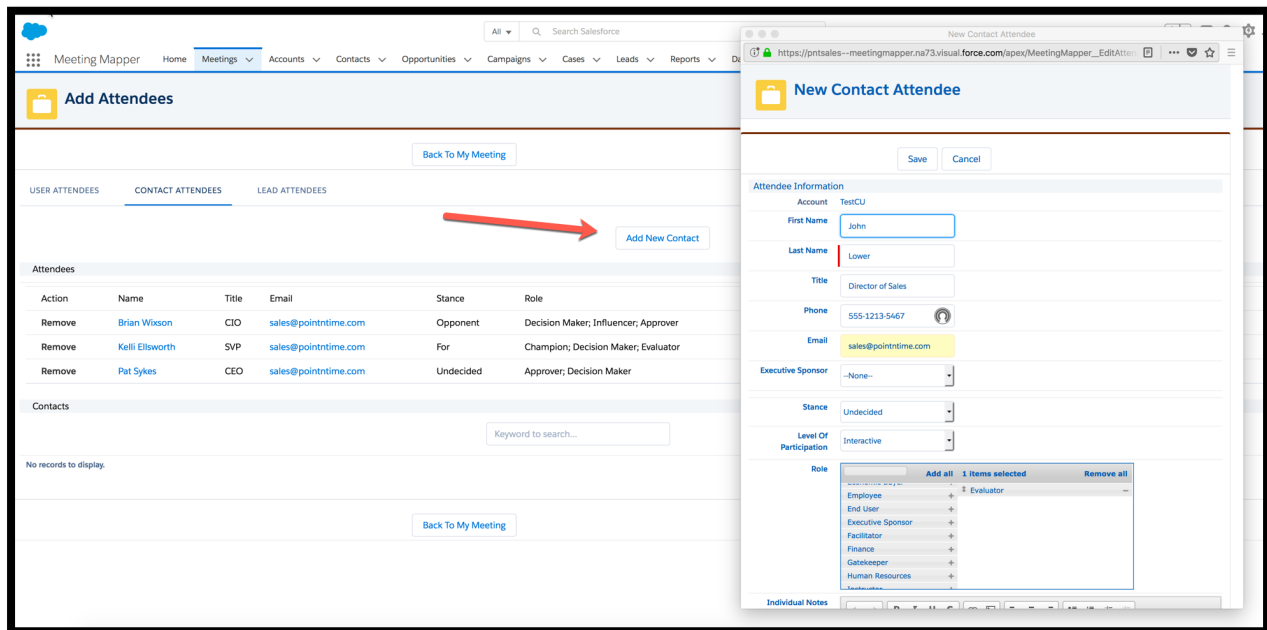 All
Search Salesforce
Meeting Mapper Home Meetings Accounts Contacts Opportunities Campaigns Cases Leads Reports
Add Attendees
Back To My Meeting
USER ATTENDEES CONTACT ATTENDEES LEAD ATTENDEES
Add New Contact
Attendees
Action Name Title Email Stance Role
Remove Brian Wixson CIO sales@pointntime.com Opponent Decision Maker; Influencer; Approver
Remove Kelli Ellsworth SVP sales@pointntime.com For Champion; Decision Maker; Evaluator
Remove Pat Sykes CEO sales@pointntime.com Undecided Approver; Decision Maker
Contacts
Keyword to search...
No records to display.
Back To My Meeting
New Contact Attendee
https://pntsales--meetingmapper.na73.visual.force.com/apex/MeetingMapper__EditAtten
New Contact Attendee
Save Cancel
Attendee Information
Account TestCU
First Name John
Last Name Lower
Title Director of Sales
Phone 555-1213-5467
Email sales@pointntime.com
Executive Sponsor --None--
Stance Undecided
Level Of Participation Interactive
Role
Add all 1 items selected Remove all
Employee + Evaluator −
End User +
Executive Sponsor +
Facilitator +
Finance +
Gatekeeper +
Human Resources +
Individual Notes